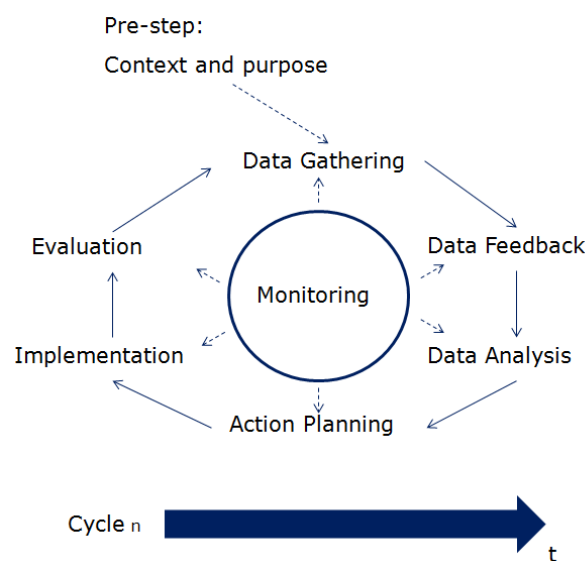 Pre-step:
Context and purpose
Data Gathering
Evaluation
Data Feedback
Monitoring
Implementation
Data Analysis
Action Planning
Cycle n
t